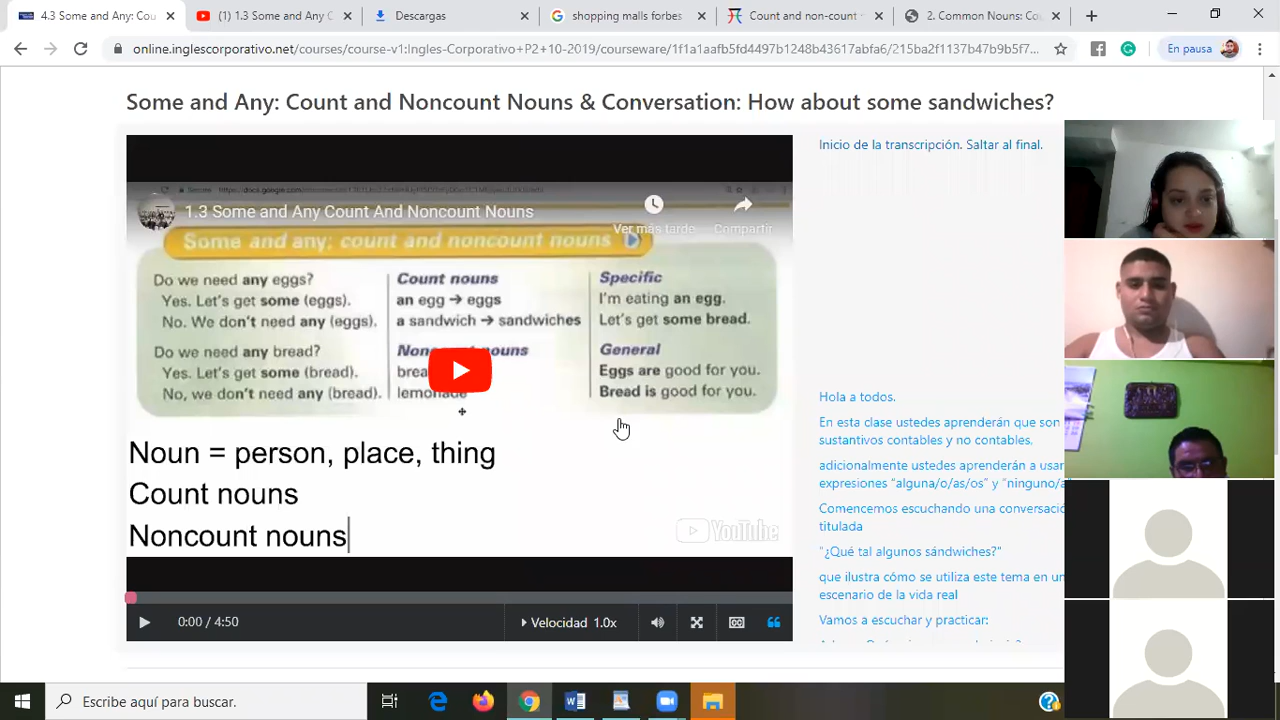 4.3 Some and Any: Cou
(1) 1.3 Some and Any C
Descargas
shopping malls forbes
Count and non-count
2. Common Nouns: Co
online.inglescorporativo.net/courses/course-v1:Ingles-Corporativo+P2+10-2019/courseware/1f1a1aafb5fd4497b1248b43617abfa6/215ba2f1137b47b9b5f7...
En pausa
Some and Any: Count and Noncount Nouns & Conversation: How about some sandwiches?
1.3 Some and Any Count And Noncount Nouns
Ver más tarde
Compartir
Some and any; count and noncount nouns
Do we need any eggs?
Yes. Let's get some (eggs).
No. We don't need any (eggs).
Do we need any bread?
Yes. Let's get some (bread).
No, we don't need any (bread).
Count nouns
an egg → eggs
a sandwich → sandwiches
nouns
lemonade
Specific
I'm eating an egg.
Let's get some bread.
General
Eggs are good for you.
Bread is good for you.
Noun = person, place, thing
Count nouns
Noncount nouns
YouTube
0:00 / 4:50
Velocidad 1.0x
Inicio de la transcripción. Saltar al final.
Hola a todos.
En esta clase ustedes aprenderán que son
sustantivos contables y no contables.
adicionalmente ustedes aprenderán a usar
expresiones "alguna/o/as/os" y "ninguno/a
Comencemos escuchando una conversació
titulada
"¿Qué tal algunos sándwiches?"
que ilustra cómo se utiliza este tema en un
escenario de la vida real
Vamos a escuchar y practicar:
Escribe aquí para buscar.